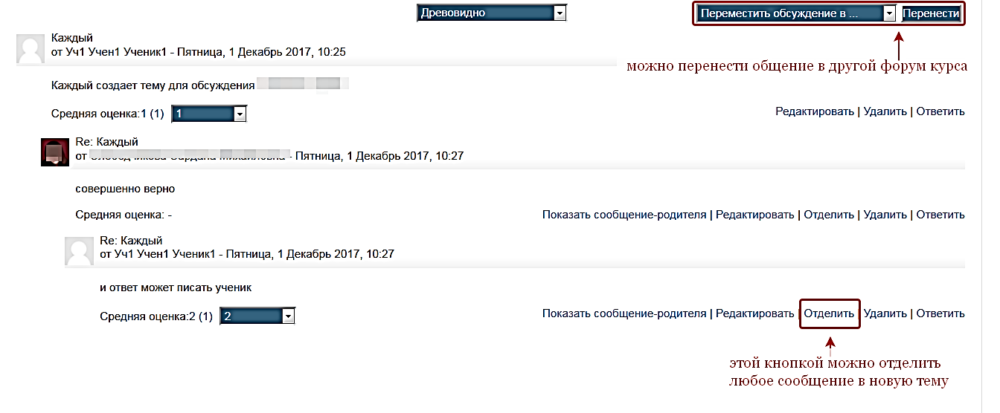 Древовидно
Переместить обсуждение в ... Перенести
Каждый
от Уч1 Учен1 Ученик1 - Пятница, 1 Декабрь 2017, 10:25
можно перенести общение в другой форум курса
Каждый создает тему для обсуждения
Средняя оценка:1 (1) 1
Редактировать | Удалить | Ответить
Re: Каждый
от - Пятница, 1 Декабрь 2017, 10:27
совершенно верно
Средняя оценка: -
Показать сообщение-родителя | Редактировать | Отделить | Удалить | Ответить
Re: Каждый
от Уч1 Учен1 Ученик1 - Пятница, 1 Декабрь 2017, 10:27
и ответ может писать ученик
Средняя оценка:2 (1) 2
Показать сообщение-родителя | Редактировать | Отделить | Удалить | Ответить
этой кнопкой можно отделить
любое сообщение в новую тему